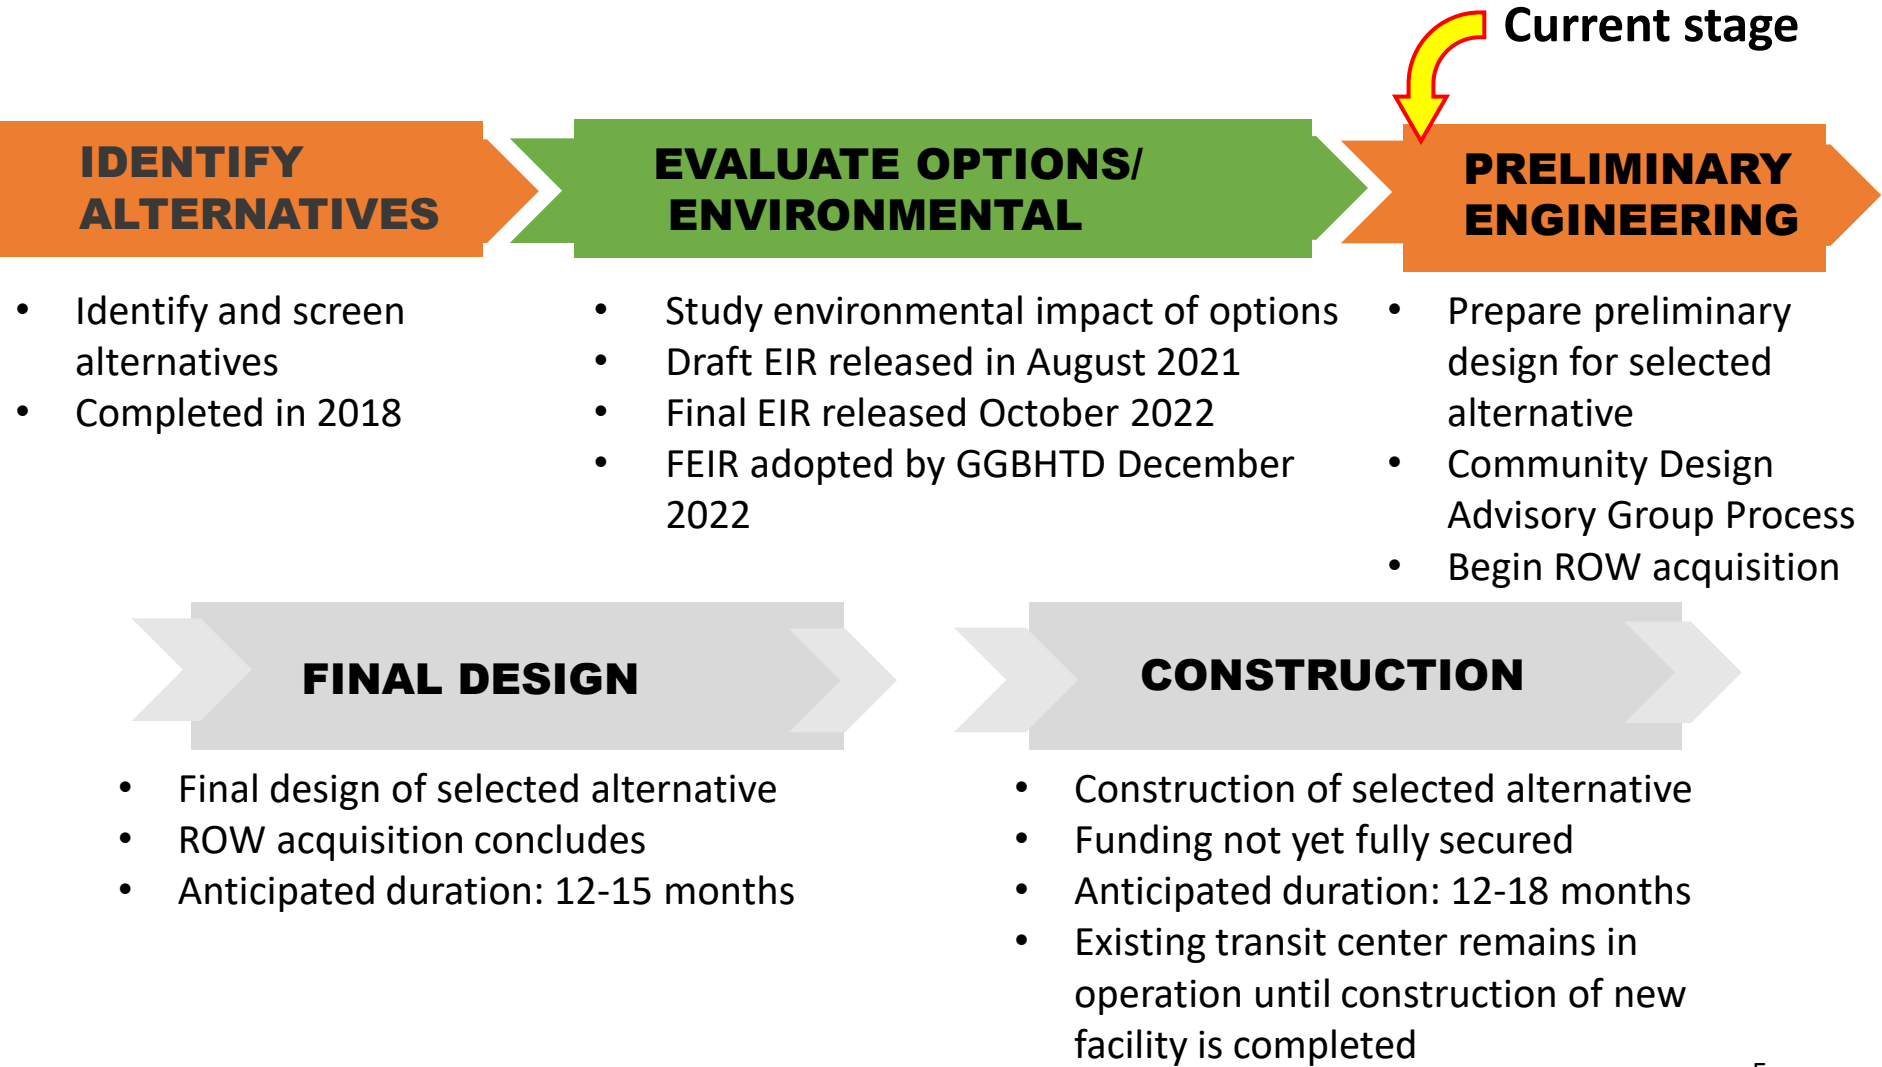 Current stage
IDENTIFY
ALTERNATIVES
EVALUATE OPTIONS/
ENVIRONMENTAL
PRELIMINARY
ENGINEERING
• Identify and screen
alternatives
• Completed in 2018
• Study environmental impact of options
• Draft EIR released in August 2021
• Final EIR released October 2022
• FEIR adopted by GGBHTD December
2022
• Prepare preliminary
design for selected
alternative
• Community Design
Advisory Group Process
• Begin ROW acquisition
FINAL DESIGN
• Final design of selected alternative
• ROW acquisition concludes
• Anticipated duration: 12-15 months
CONSTRUCTION
• Construction of selected alternative
• Funding not yet fully secured
• Anticipated duration: 12-18 months
• Existing transit center remains in
operation until construction of new
facility is completed